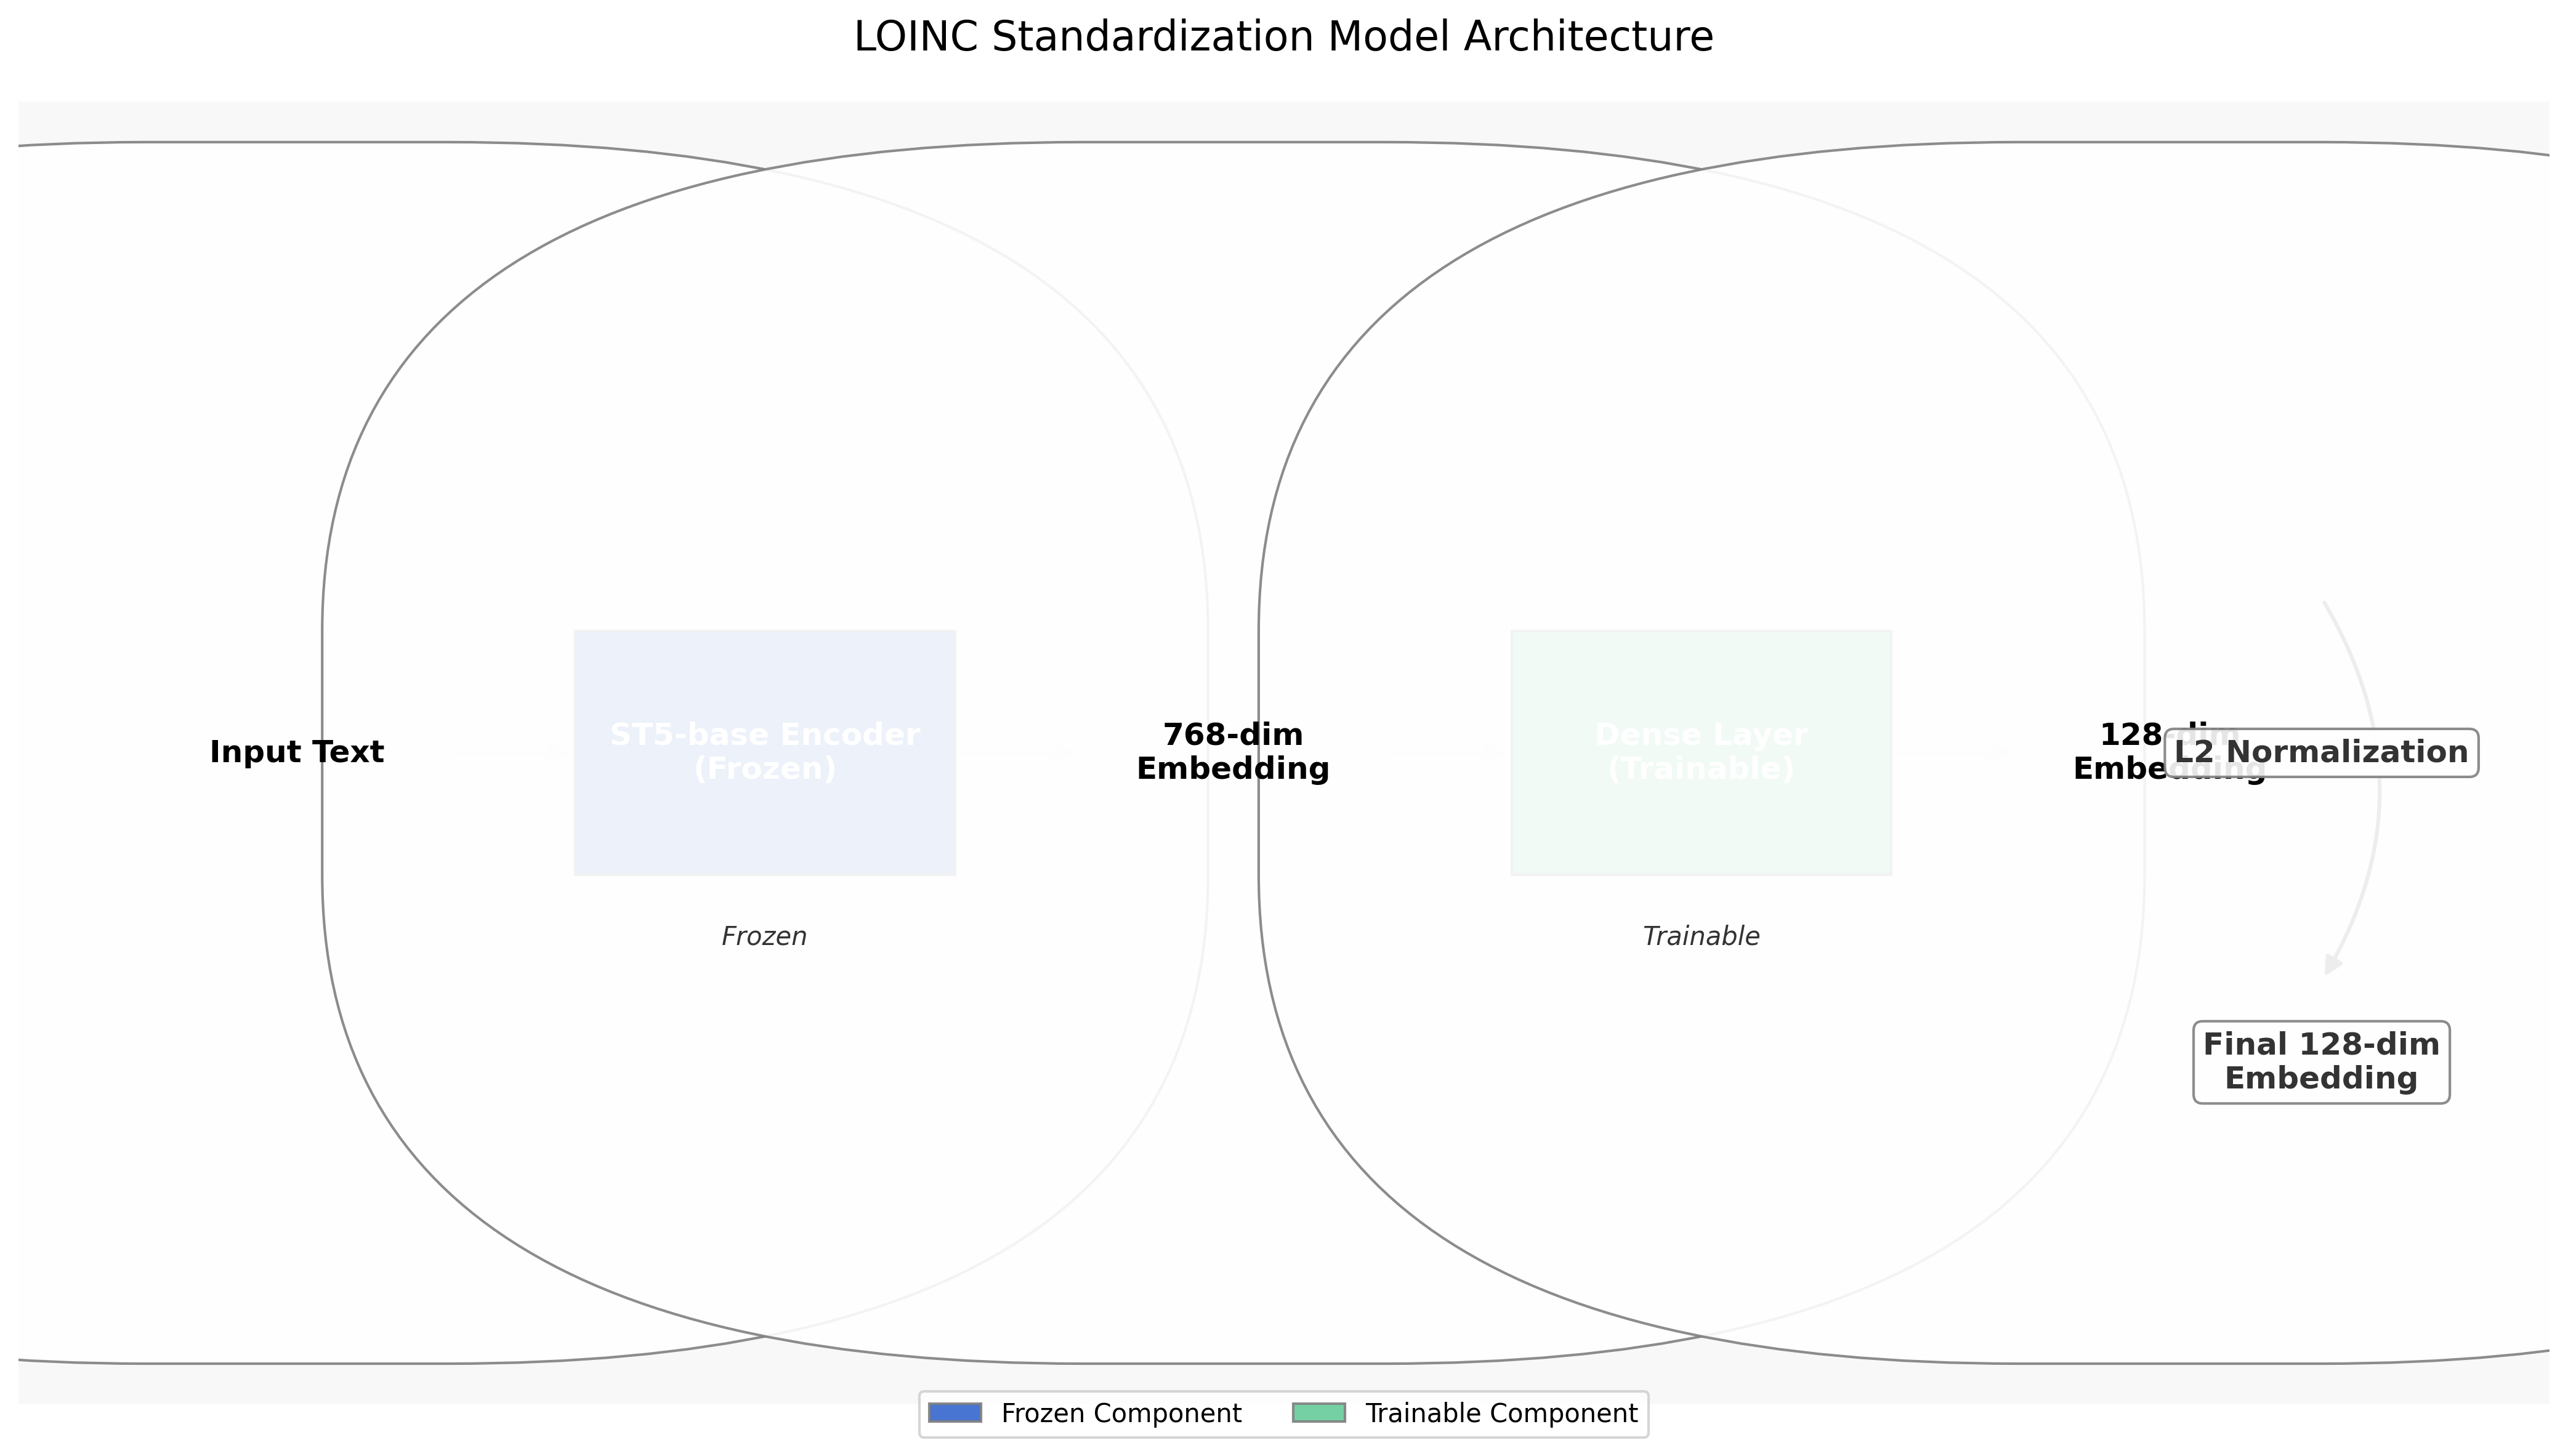 LOINC Standardization Model Architecture
Input Text
ST5-base Encoder
(Frozen)
Frozen
768-dim
Embedding
Dense Layer
(Trainable)
Trainable
128-dim
Embedding
L2 Normalization
Final 128-dim
Embedding
Frozen Component
Trainable Component